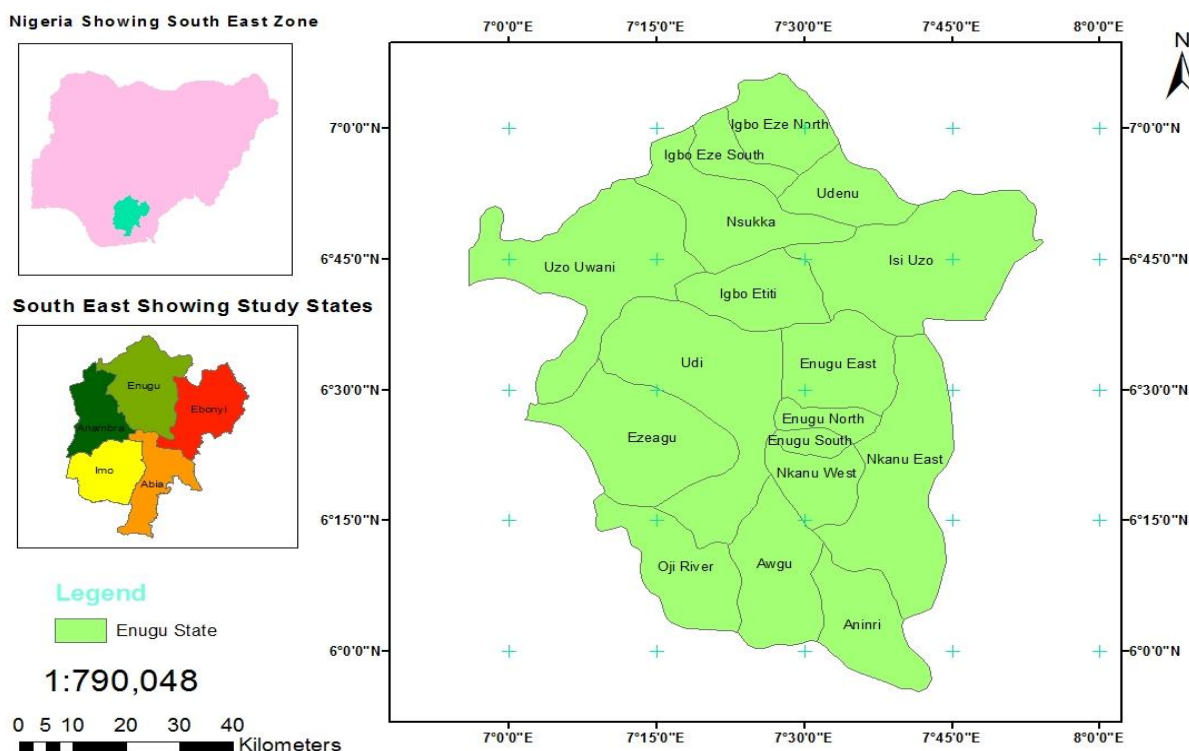 Nigeria Showing South East Zone
South East Showing Study States
Enugu
Ebonyi
Anambra
Imo
Abia
Legend
Enugu State
1:790,048
0 5 10 20 30 40
Kilometers
7°0'0"E 7°15'0"E 7°30'0"E 7°45'0"E 8°0'0"E
N
7°0'0"N 7°0'0"N
6°45'0"N 6°45'0"N
6°30'0"N 6°30'0"N
6°15'0"N 6°15'0"N
6°0'0"N 6°0'0"N
Igbo Eze North
Igbo Eze South
Udenu
Nsukka
Uzo Uwani
Isi Uzo
Igbo Etiti
Udi
Enugu East
Enugu North
Ezeagu
Enugu South
Nkanu East
Nkanu West
Oji River
Awgu
Aninri
7°0'0"E 7°15'0"E 7°30'0"E 7°45'0"E 8°0'0"E